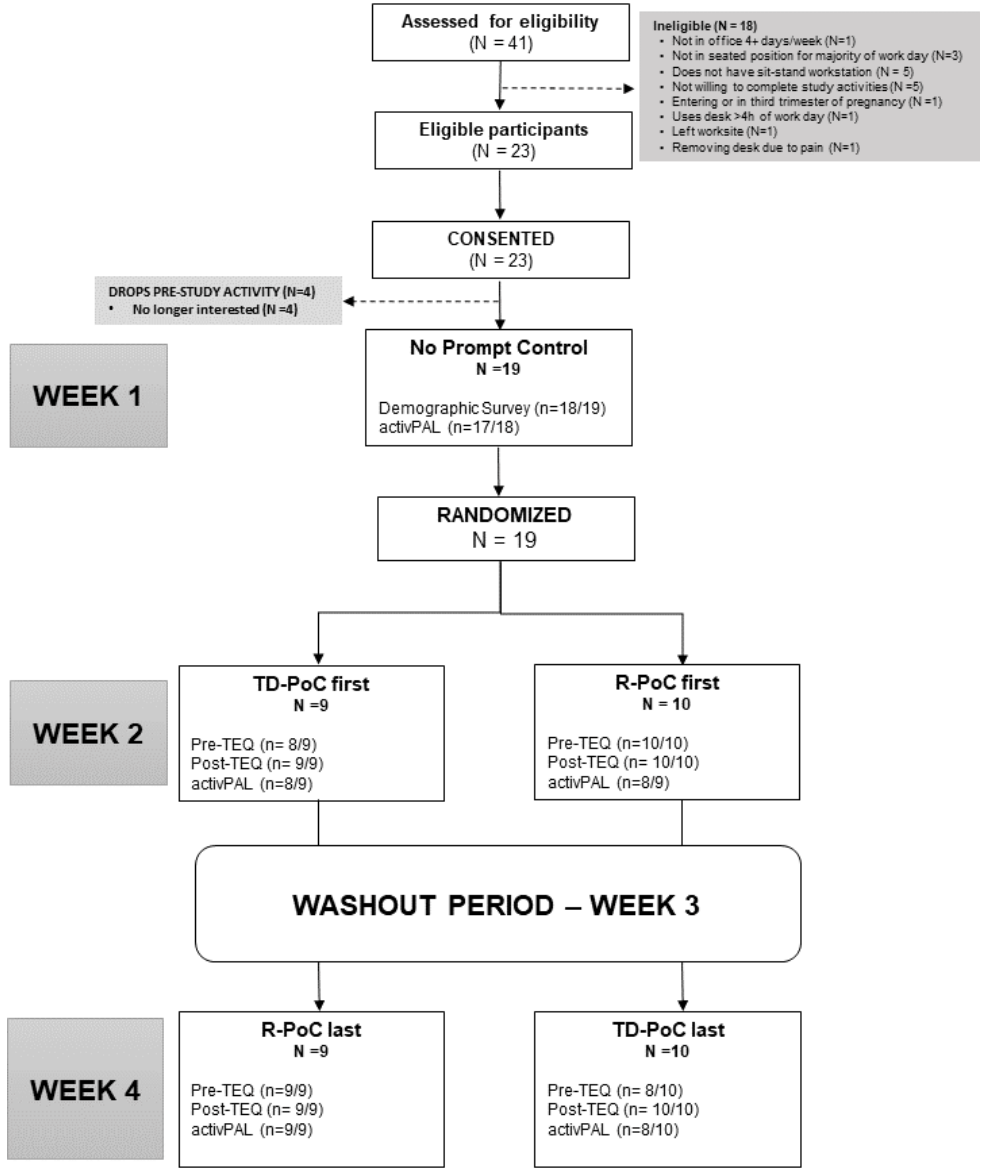 Assessed for eligibility
(N = 41)
Ineligible (N = 18)
• Not in office 4+ days/week (N=1)
• Not in seated position for majority of work day (N=3)
• Does not have sit-stand workstation (N = 5)
• Not willing to complete study activities (N =5)
• Entering or in third trimester of pregnancy (N =1)
• Uses desk >4h of work day (N=1)
• Left worksite (N=1)
• Removing desk due to pain (N=1)
Eligible participants
(N = 23)
CONSENTED
(N = 23)
DROPS PRE-STUDY ACTIVITY (N=4)
• No longer interested (N =4)
WEEK 1
No Prompt Control
N =19
Demographic Survey (n=18/19)
activPAL (n=17/18)
RANDOMIZED
N = 19
WEEK 2
TD-PoC first
N =9
Pre-TEQ (n= 8/9)
Post-TEQ (n= 9/9)
activPAL (n=8/9)
R-PoC first
N = 10
Pre-TEQ (n=10/10)
Post-TEQ (n= 10/10)
activPAL (n=8/9)
WASHOUT PERIOD – WEEK 3
WEEK 4
R-PoC last
N =9
Pre-TEQ (n=9/9)
Post-TEQ (n= 9/9)
activPAL (n=9/9)
TD-PoC last
N =10
Pre-TEQ (n= 8/10)
Post-TEQ (n= 10/10)
activPAL (n=8/10)